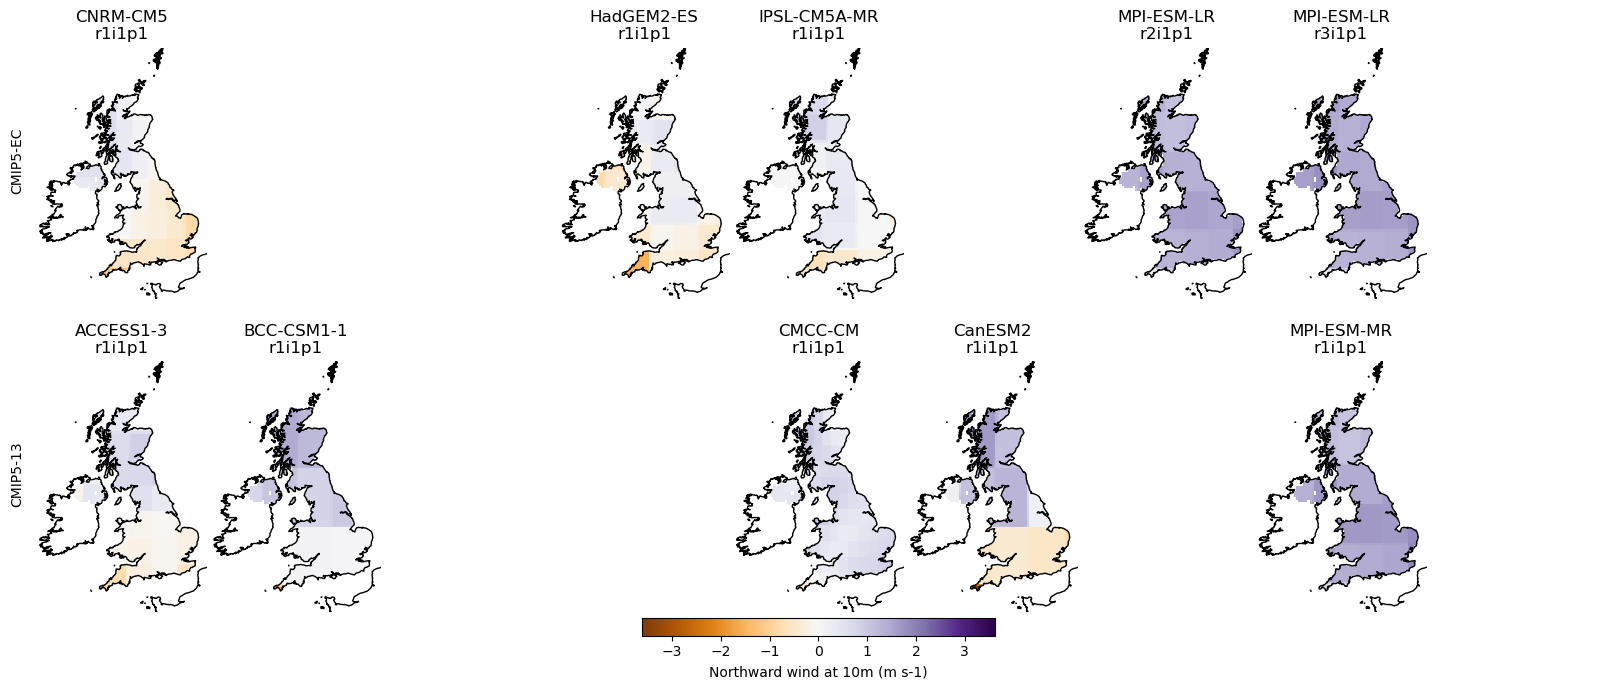 CNRM-CM5
r1i1p1
HadGEM2-ES
r1i1p1
IPSL-CM5A-MR
r1i1p1
MPI-ESM-LR
r2i1p1
MPI-ESM-LR
r3i1p1
CMIP5-EC
ACCESS1-3
r1i1p1
BCC-CSM1-1
r1i1p1
CMCC-CM
r1i1p1
CanESM2
r1i1p1
MPI-ESM-MR
r1i1p1
CMIP5-13
−3 −2 −1 0 1 2 3
Northward wind at 10m (m s-1)